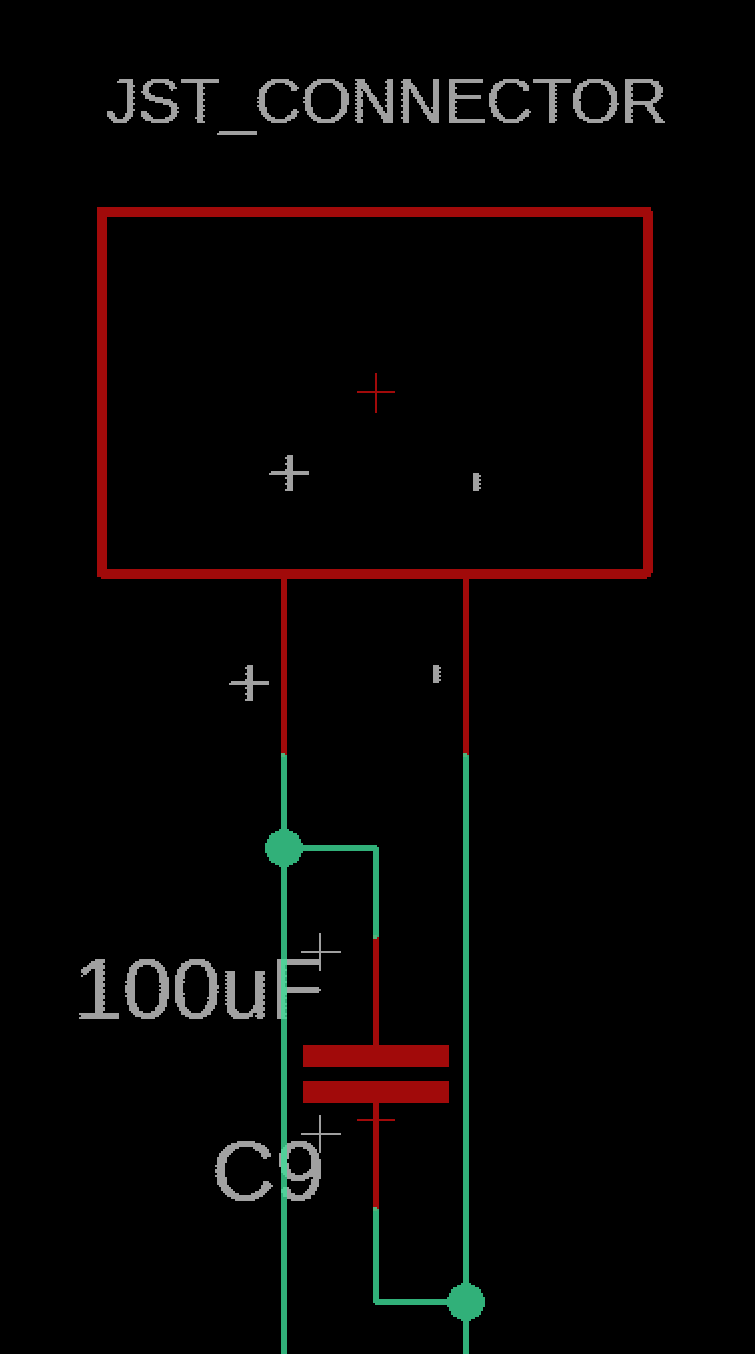 JST_CONNECTOR
+ -
+ -
100uF
C9